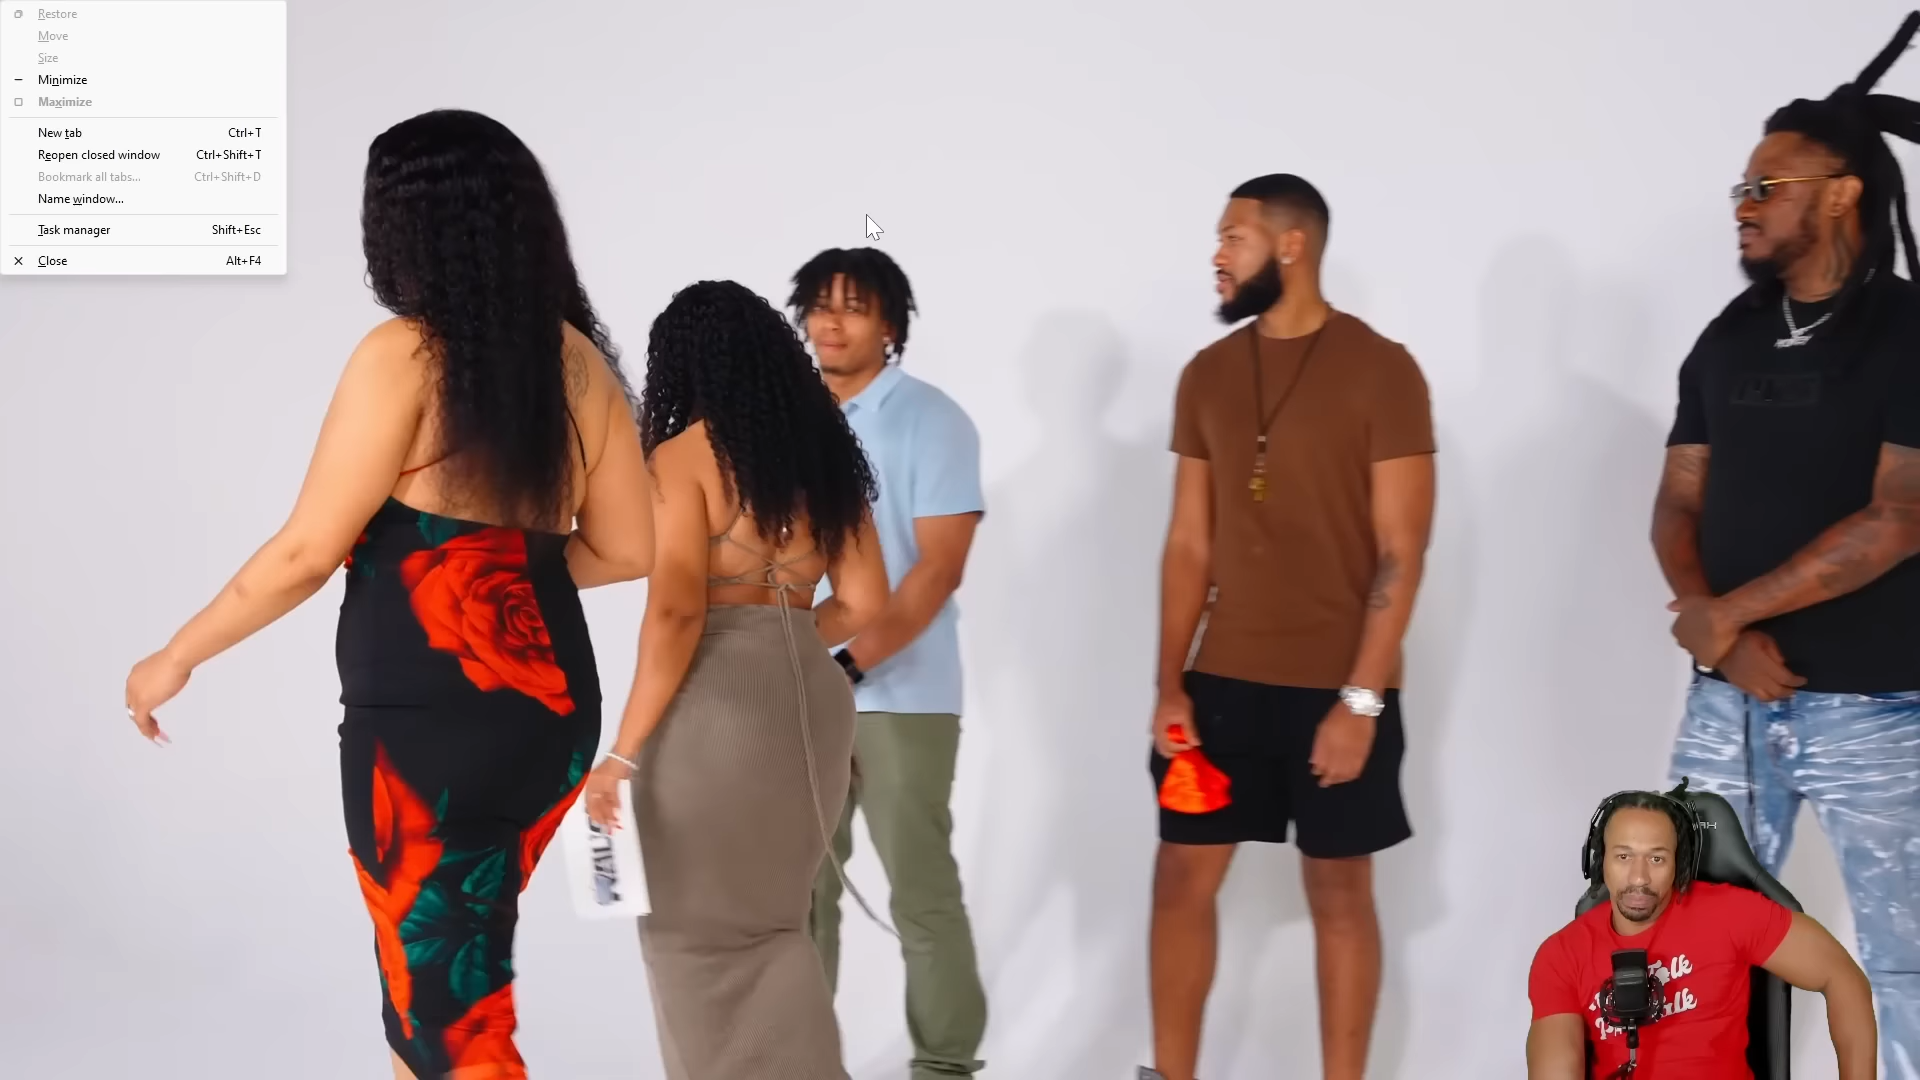 Restore
Move
Size
Minimize
Maximize
New tab Ctrl+T
Reopen closed window Ctrl+Shift+T
Bookmark all tabs... Ctrl+Shift+D
Name window...
Task manager Shift+Esc
Close Alt+F4